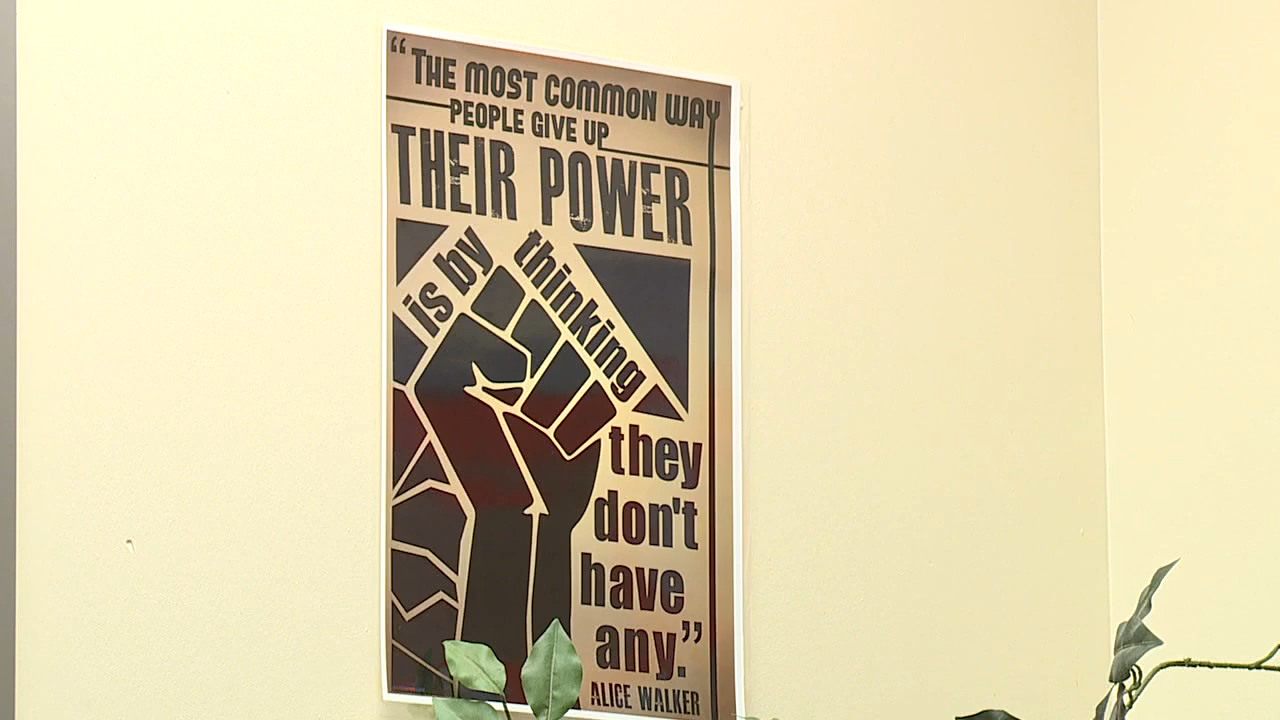 “THE MOST COMMON WAY
PEOPLE GIVE UP
THEIR POWER
is by
thinking
they
don't
have
any.”
ALICE WALKER